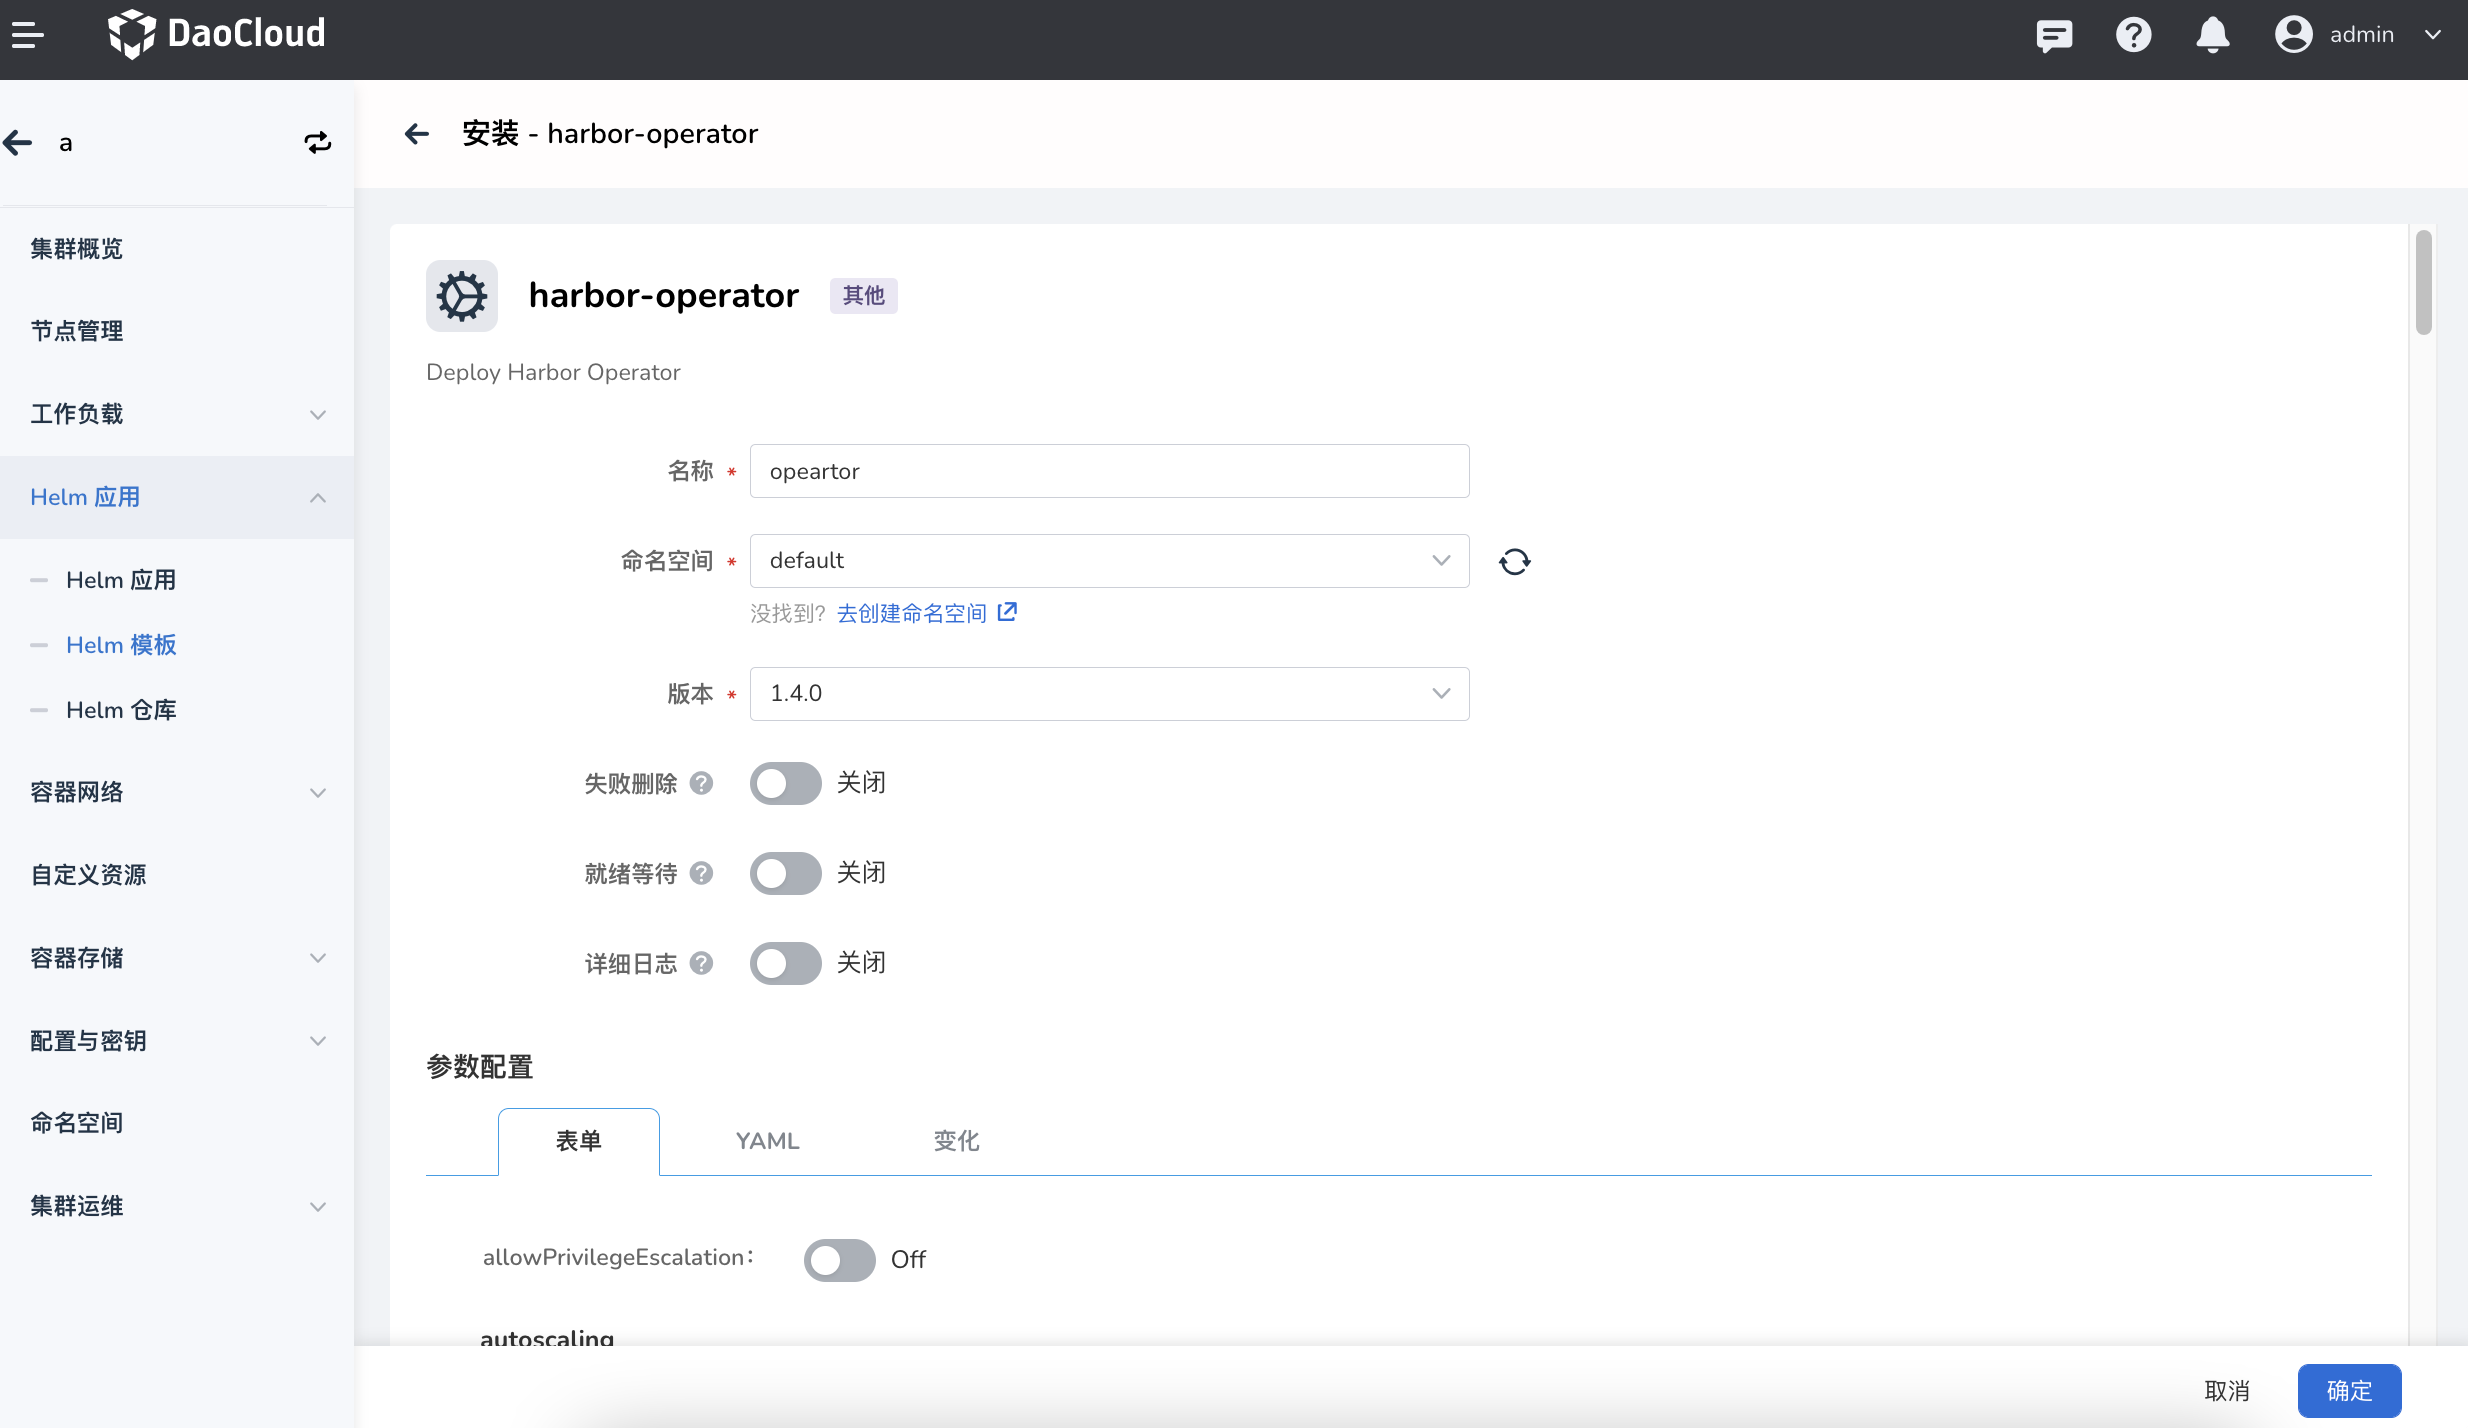 DaoCloud
admin
a
安装 - harbor-operator
集群概览
节点管理
工作负载
Helm 应用
Helm 应用
Helm 模板
Helm 仓库
容器网络
自定义资源
容器存储
配置与密钥
命名空间
集群运维
harbor-operator 其他
Deploy Harbor Operator
名称 * opeartor
命名空间 * default
没找到? 去创建命名空间
版本 * 1.4.0
失败删除 ? 关闭
就绪等待 ? 关闭
详细日志 ? 关闭
参数配置
表单 YAML 变化
allowPrivilegeEscalation: Off
autoscaling
取消 确定